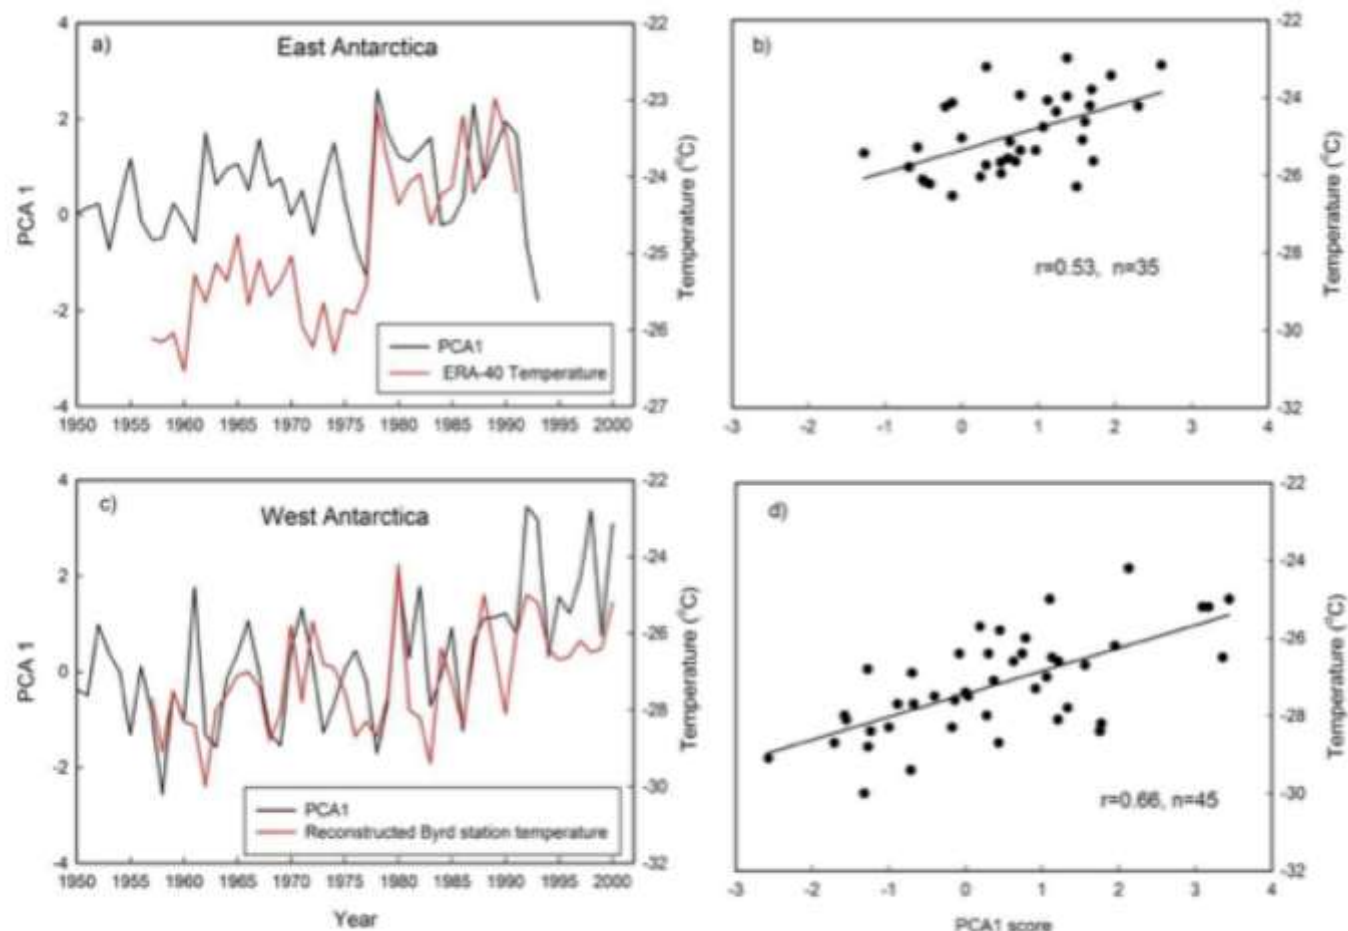 a)
East Antarctica
4
2
0
-2
-4
PCA 1
-22
-23
-24
-25
-26
-27
Temperature (°C)
PCA1
ERA-40 Temperature
1950 1955 1960 1965 1970 1975 1980 1985 1990 1995 2000
b)
-22
-24
-26
-28
-30
-32
Temperature (°C)
r=0.53, n=35
-3 -2 -1 0 1 2 3 4
c)
West Antarctica
4
2
0
-2
-4
PCA 1
-22
-24
-26
-28
-30
-32
Temperature (°C)
PCA1
Reconstructed Byrd station temperature
1950 1955 1960 1965 1970 1975 1980 1985 1990 1995 2000
Year
d)
-22
-24
-26
-28
-30
-32
Temperature (°C)
r=0.66, n=45
-3 -2 -1 0 1 2 3 4
PCA1 score